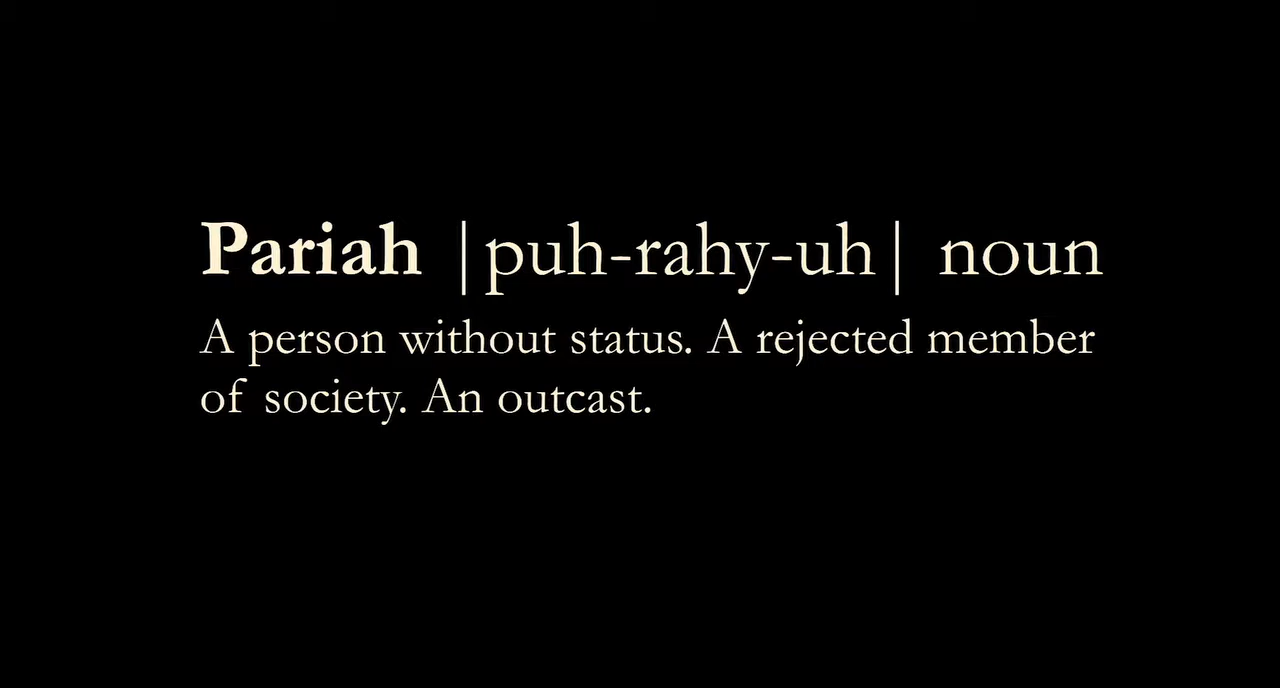 Pariah |puh-rahy-uh| noun
A person without status. A rejected member
of society. An outcast.